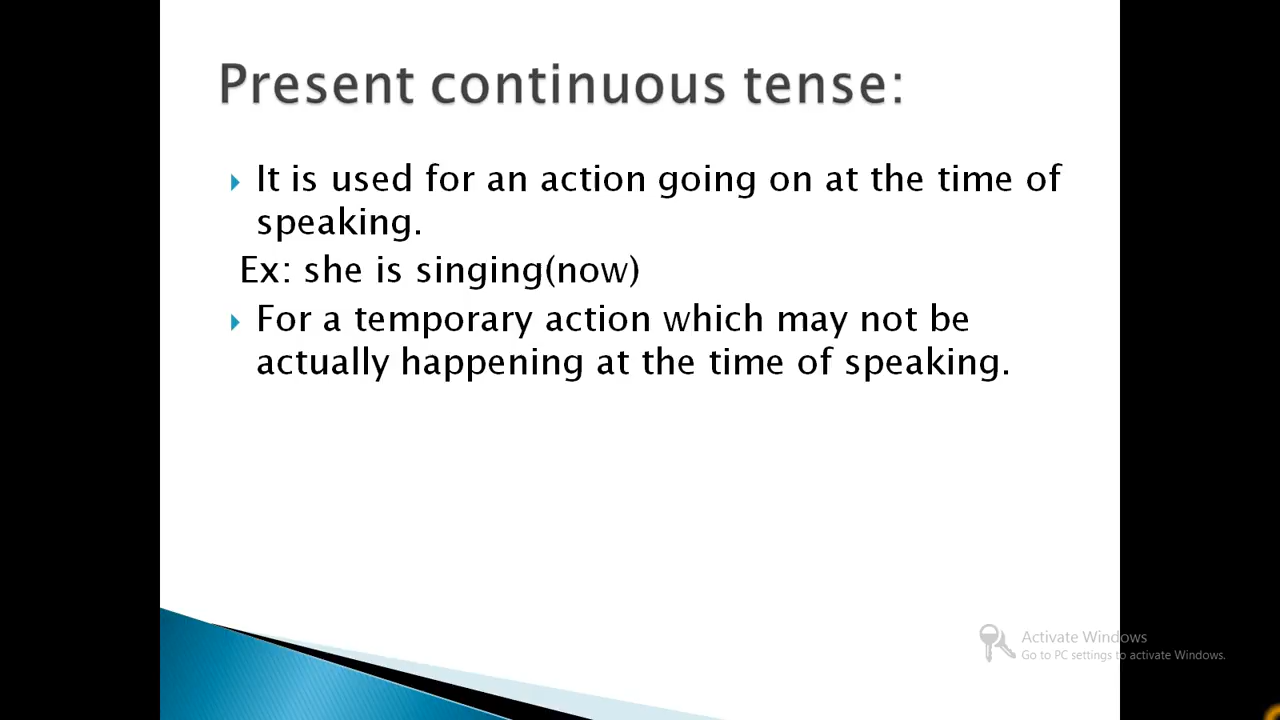 Present continuous tense:
It is used for an action going on at the time of
speaking.
Ex: she is singing(now)
For a temporary action which may not be
actually happening at the time of speaking.
Activate Windows
Go to PC settings to activate Windows.